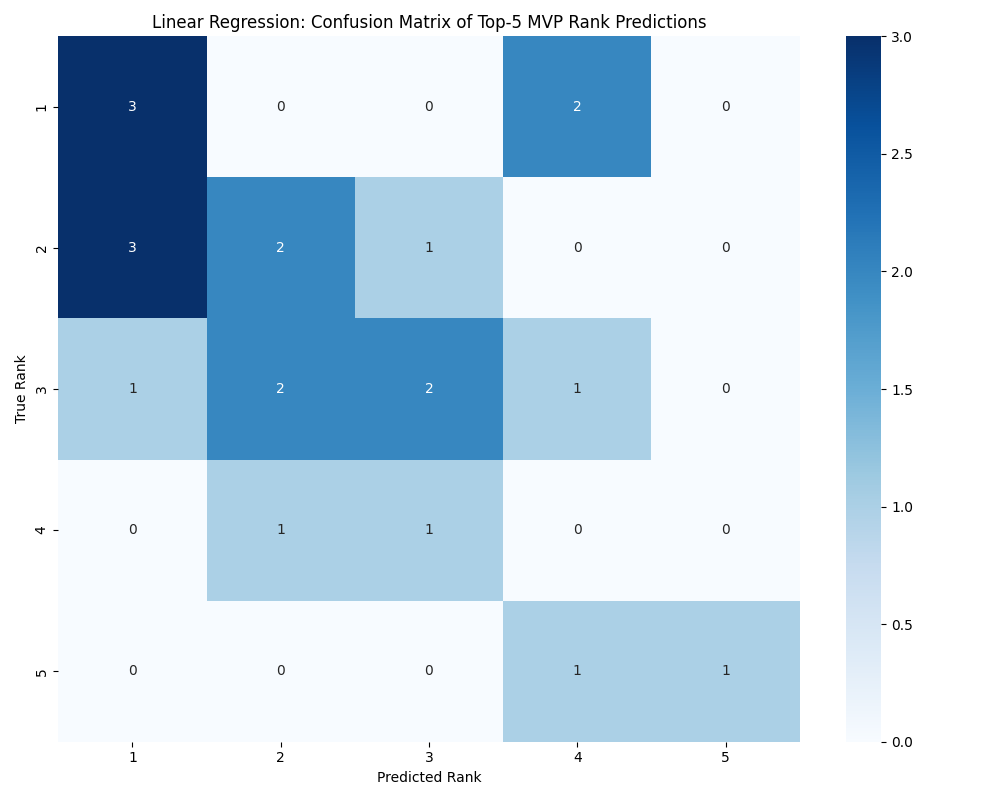 Linear Regression: Confusion Matrix of Top-5 MVP Rank Predictions
True Rank
1
3 0 0 2 0
2
3 2 1 0 0
3
1 2 2 1 0
4
0 1 1 0 0
5
0 0 0 1 1
1 2 3 4 5
Predicted Rank
3.0
2.5
2.0
1.5
1.0
0.5
0.0